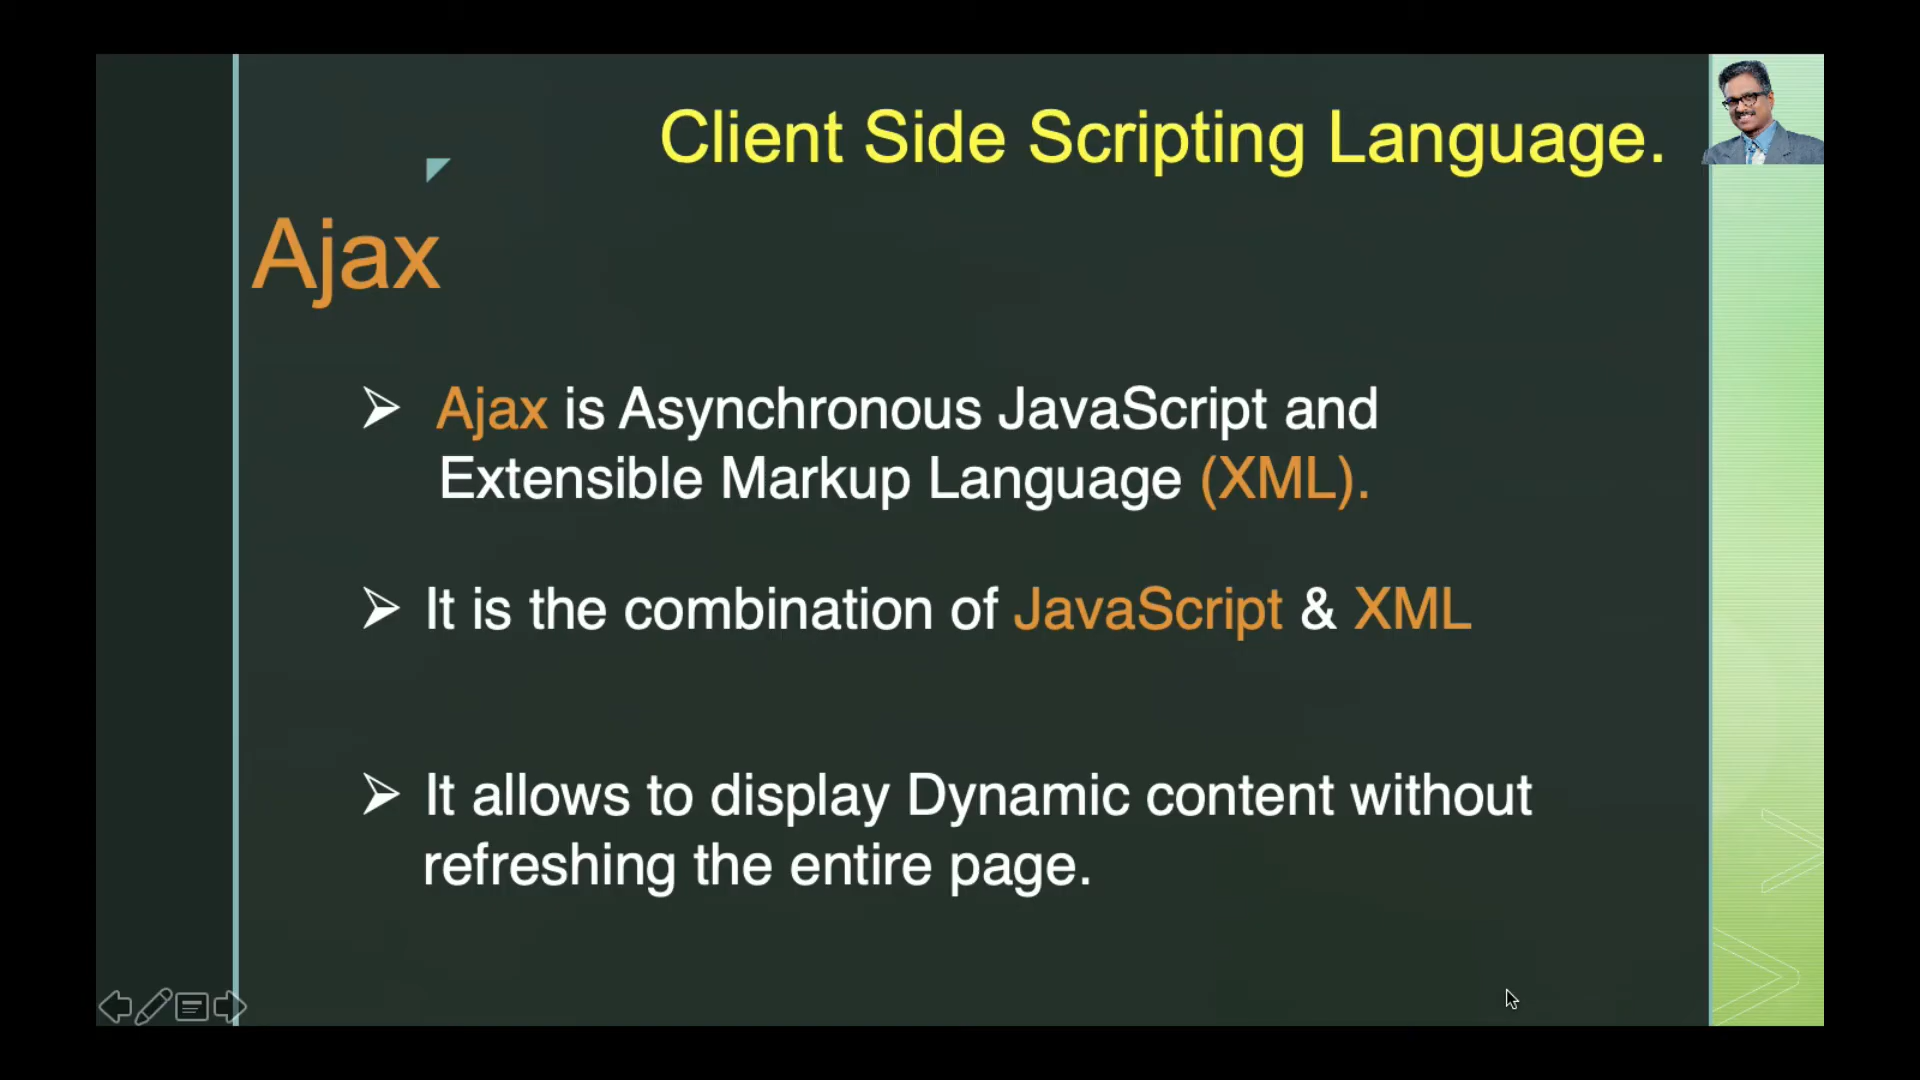 Client Side Scripting Language.
Ajax
Ajax is Asynchronous JavaScript and
Extensible Markup Language (XML).
It is the combination of JavaScript & XML
It allows to display Dynamic content without
refreshing the entire page.